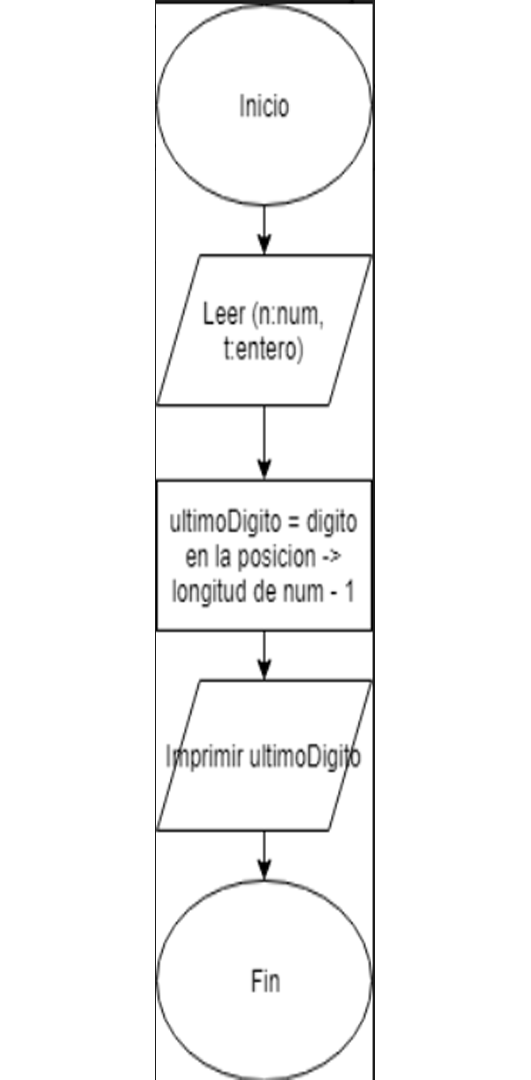 Inicio
Leer (n:num,
t:entero)
ultimoDigito = digito
en la posicion ->
longitud de num - 1
Imprimir ultimoDigito
Fin